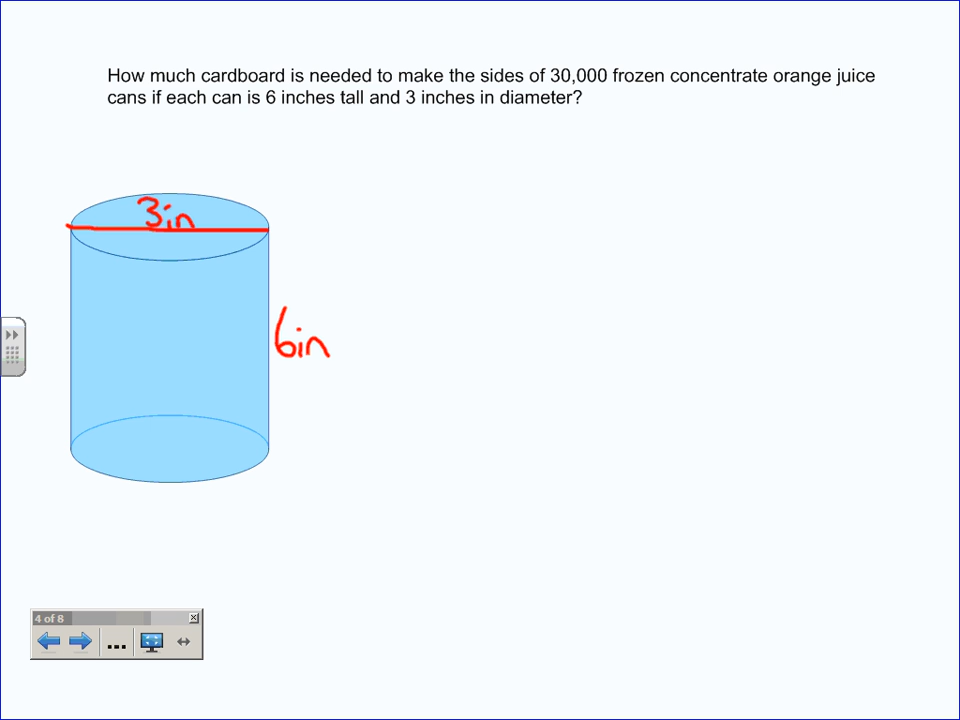 How much cardboard is needed to make the sides of 30,000 frozen concentrate orange juice
cans if each can is 6 inches tall and 3 inches in diameter?
3in
6in
4 of 8
...